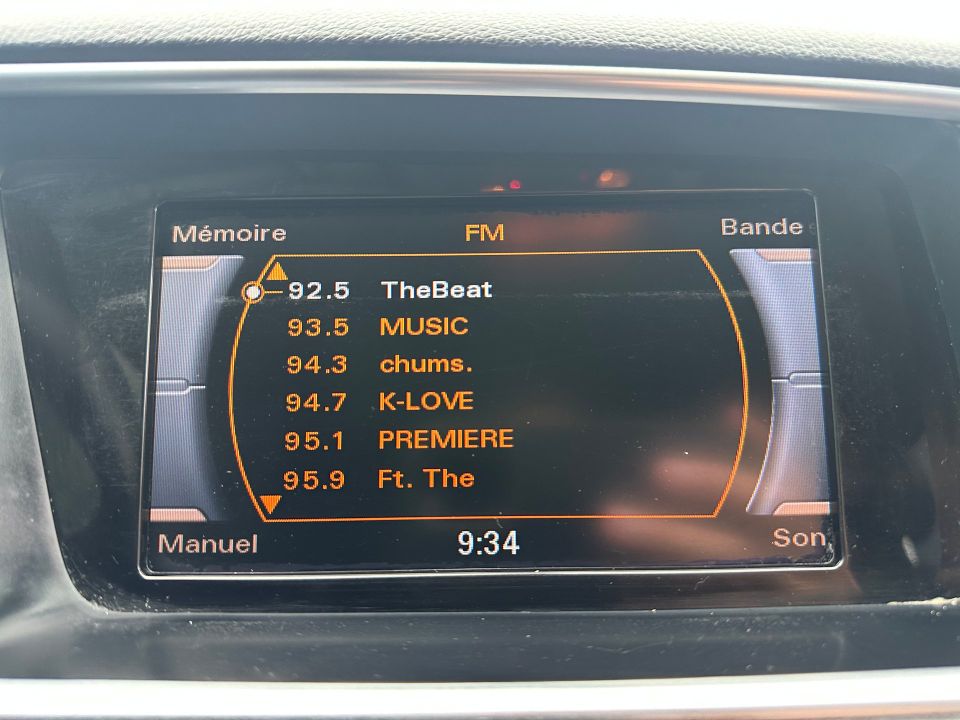 Mémoire FM Bande
92.5 TheBeat
93.5 MUSIC
94.3 chums.
94.7 K-LOVE
95.1 PREMIERE
95.9 Ft. The
Manuel 9:34 Son